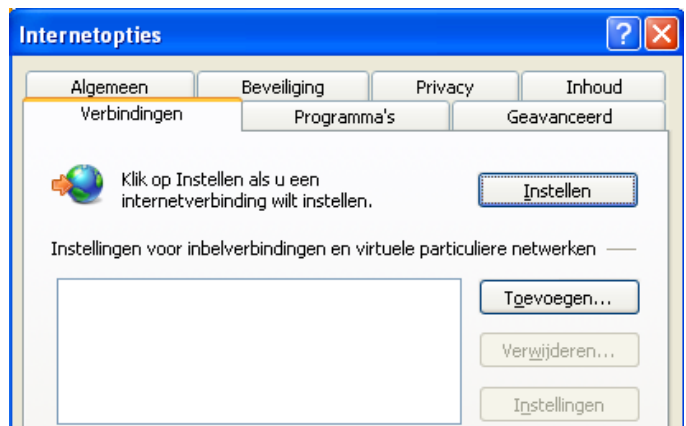 Internetopties
Algemeen Beveiliging Privacy Inhoud
Verbindingen Programma's Geavanceerd
Klik op Instellen als u een
internetverbinding wilt instellen.
Instellen
Instellingen voor inbelverbindingen en virtuele particuliere netwerken
Toevoegen...
Verwijderen...
Instellingen